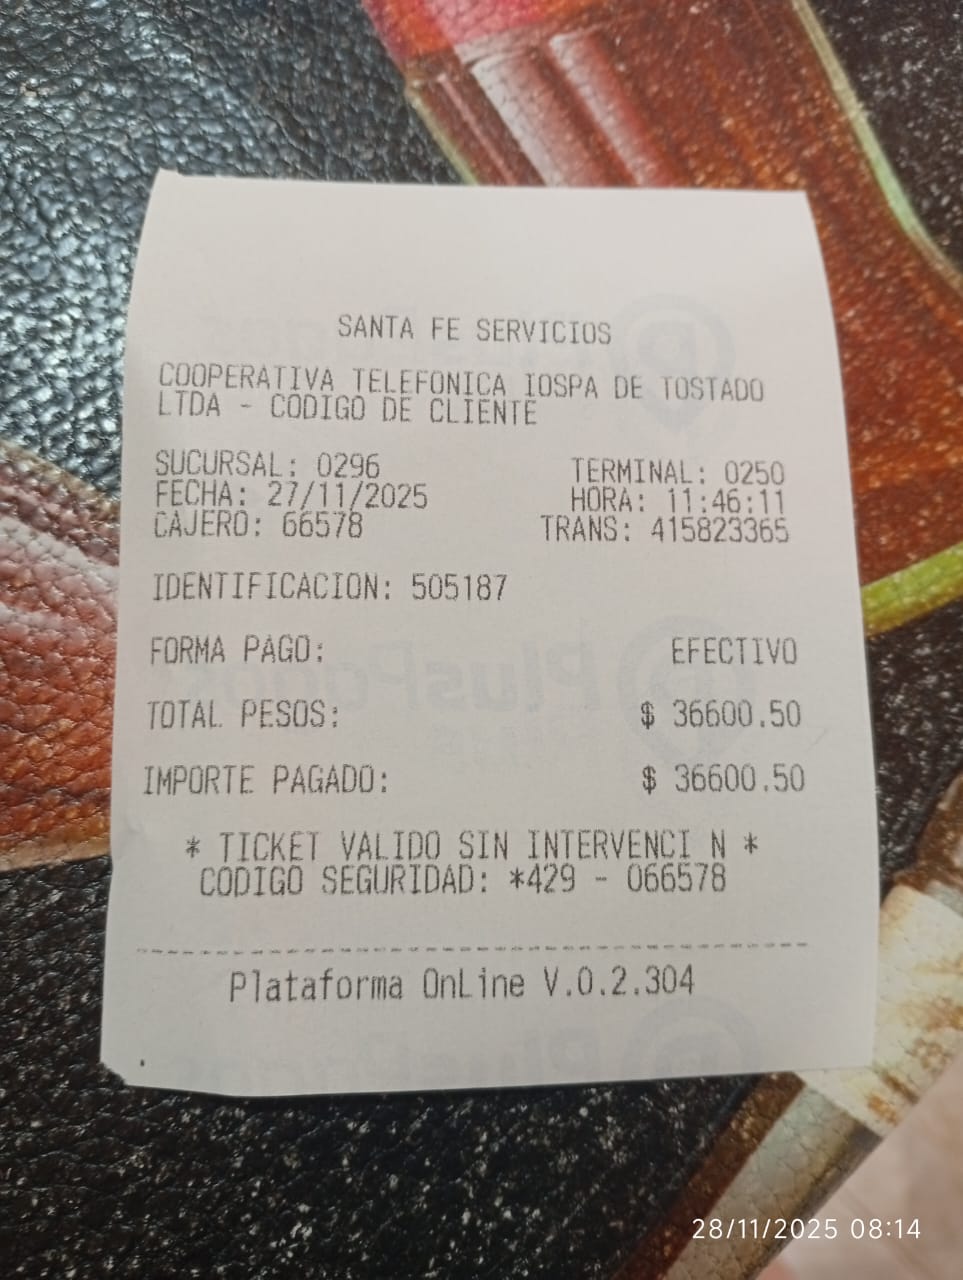 SANTA FE SERVICIOS
COOPERATIVA TELEFONICA IOSPA DE TOSTADO
LTDA - CODIGO DE CLIENTE
SUCURSAL: 0296 TERMINAL: 0250
FECHA: 27/11/2025 HORA: 11:46:11
CAJERO: 66578 TRANS: 415823365
IDENTIFICACION: 505187
FORMA PAGO: EFECTIVO
TOTAL PESOS: $ 36600.50
IMPORTE PAGADO: $ 36600.50
* TICKET VALIDO SIN INTERVENCI N *
CODIGO SEGURIDAD: *429 - 066578
Plataforma OnLine V.0.2.304
28/11/2025 08:14